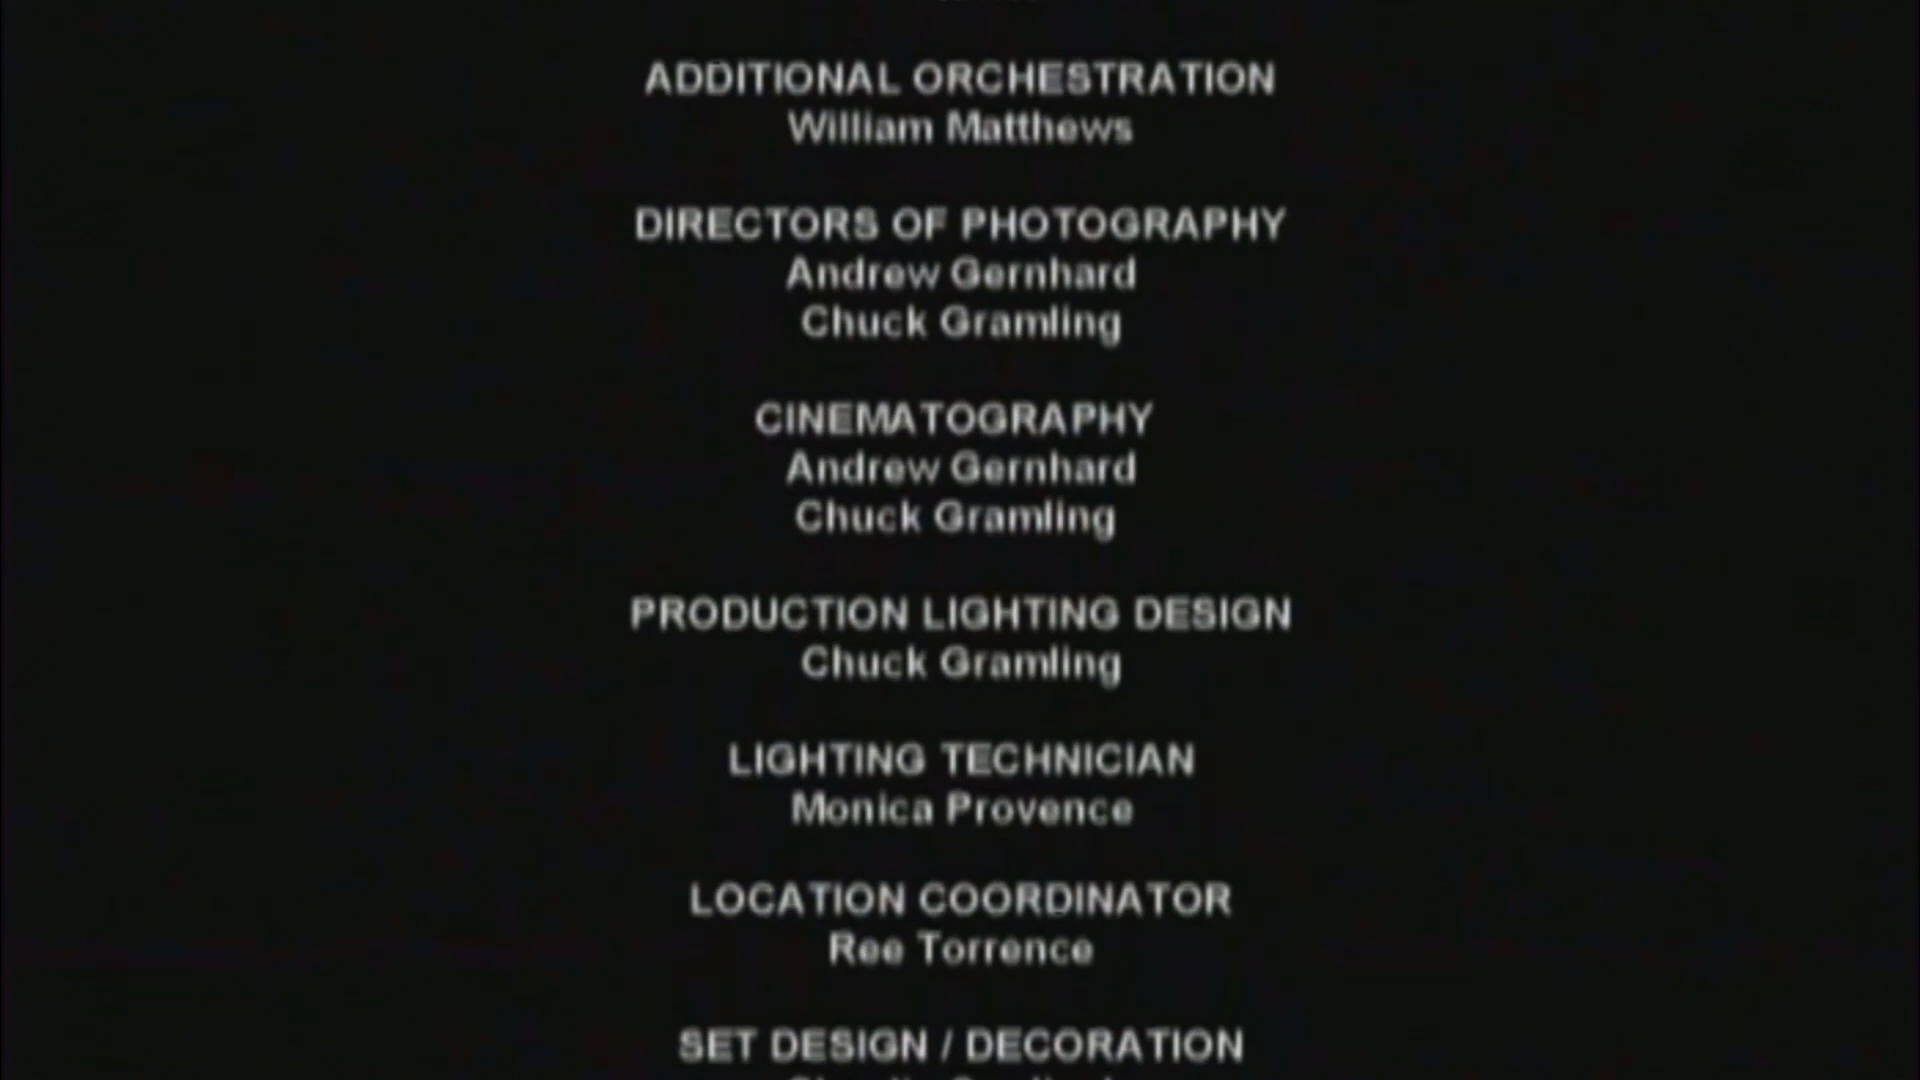 ADDITIONAL ORCHESTRATION
William Matthews
DIRECTORS OF PHOTOGRAPHY
Andrew Gernhard
Chuck Gramling
CINEMATOGRAPHY
Andrew Gernhard
Chuck Gramling
PRODUCTION LIGHTING DESIGN
Chuck Gramling
LIGHTING TECHNICIAN
Monica Provence
LOCATION COORDINATOR
Ree Torrence
SET DESIGN / DECORATION